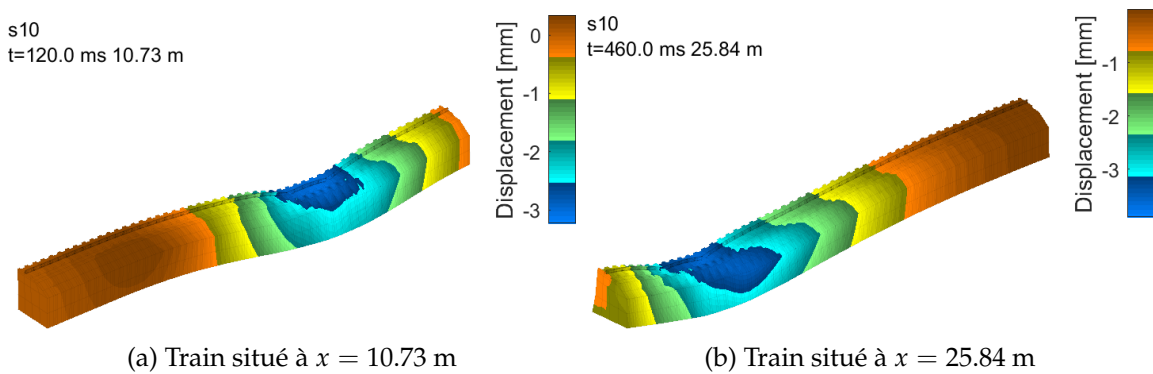 s10
t=120.0 ms 10.73 m
Displacement [mm]
0
-1
-2
-3
s10
t=460.0 ms 25.84 m
Displacement [mm]
-1
-2
-3
(a) Train situé à x = 10.73 m
(b) Train situé à x = 25.84 m